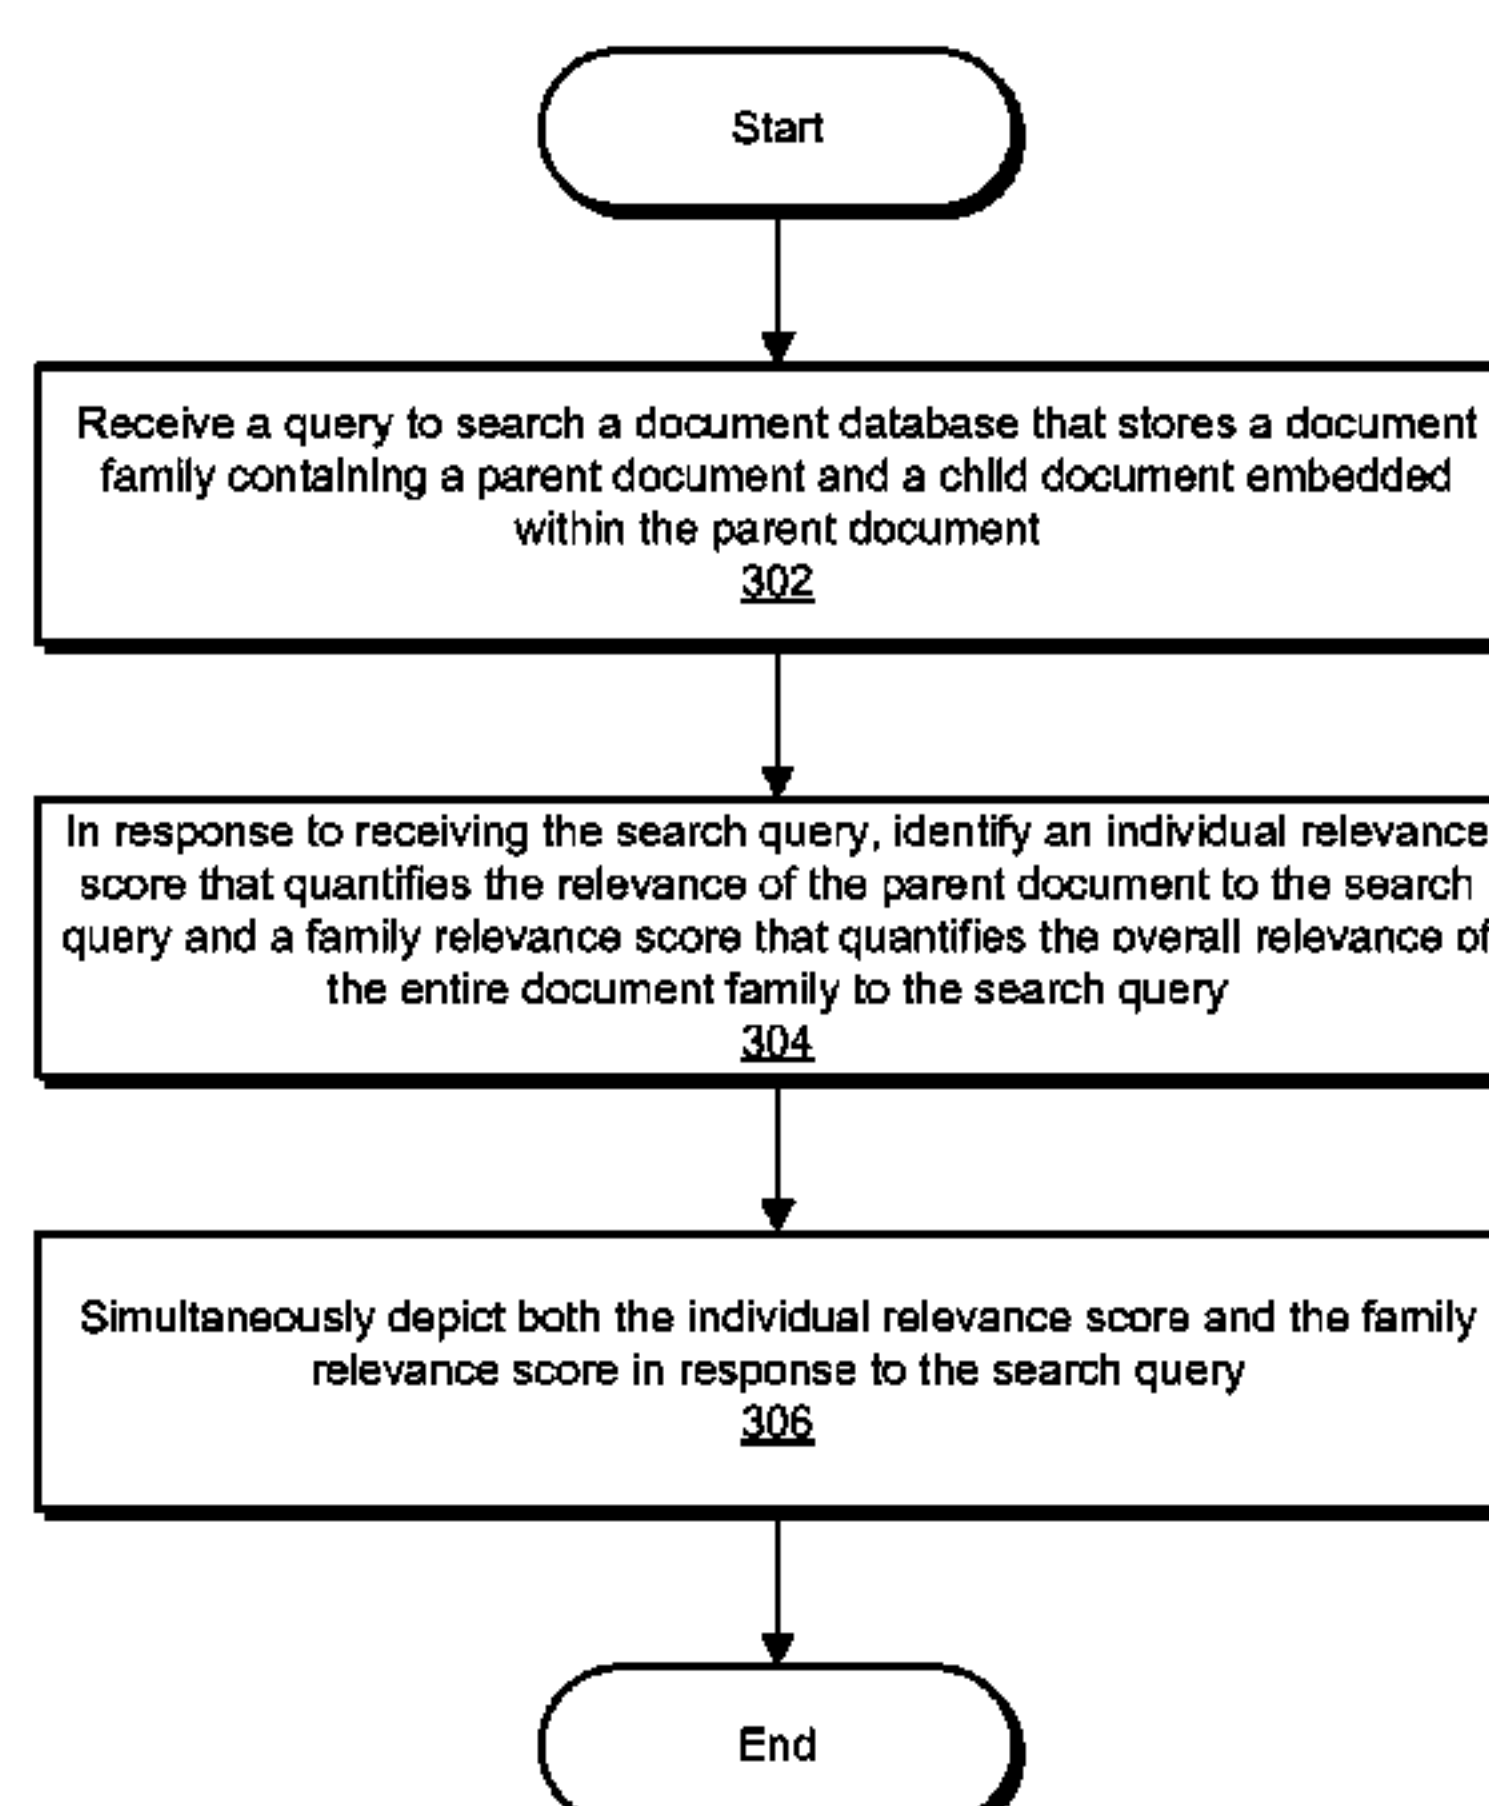 Start
Receive a query to search a document database that stores a document
family containing a parent document and a child document embedded
within the parent document
302
In response to receiving the search query, identify an individual relevance
score that quantifies the relevance of the parent document to the search
query and a family relevance score that quantifies the overall relevance of
the entire document family to the search query
304
Simultaneously depict both the individual relevance score and the family
relevance score in response to the search query
306
End